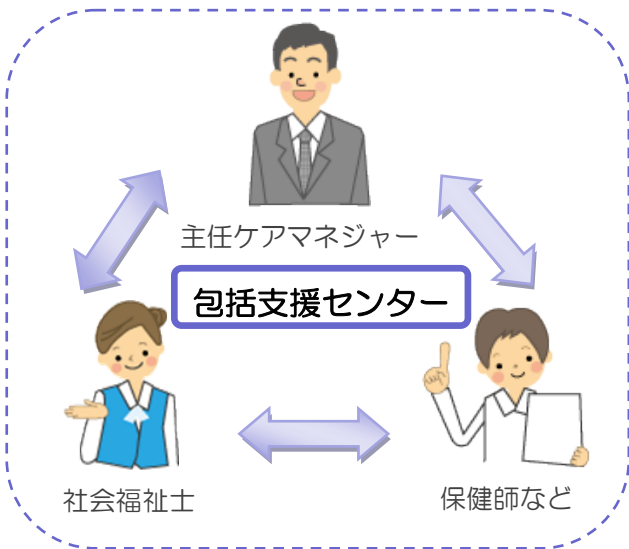 主任ケアマネジャー
包括支援センター
社会福祉士
保健師など